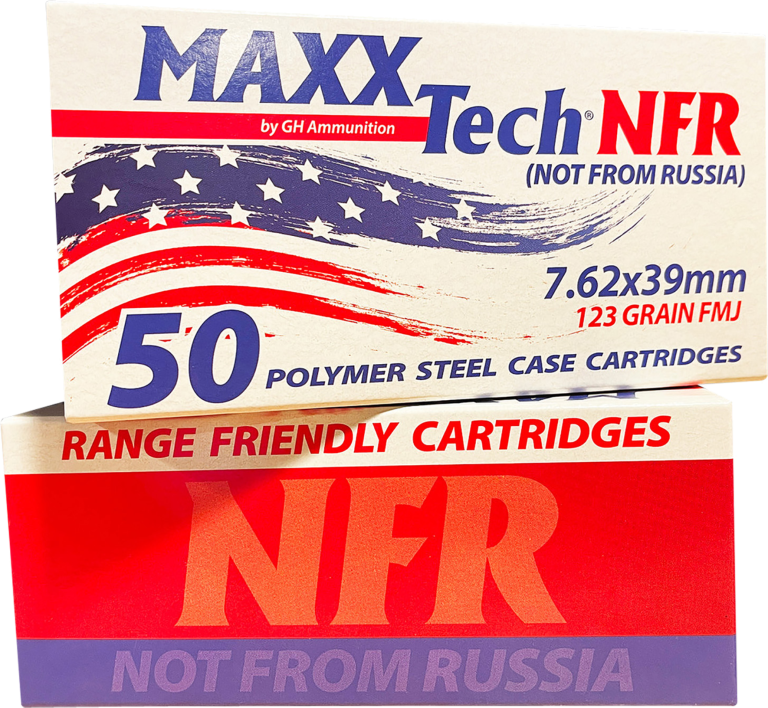 MAXX
Tech® NFR
by GH Ammunition
(NOT FROM RUSSIA)
7.62x39mm
123 GRAIN FMJ
50 POLYMER STEEL CASE CARTRIDGES
RANGE FRIENDLY CARTRIDGES
NFR
NOT FROM RUSSIA